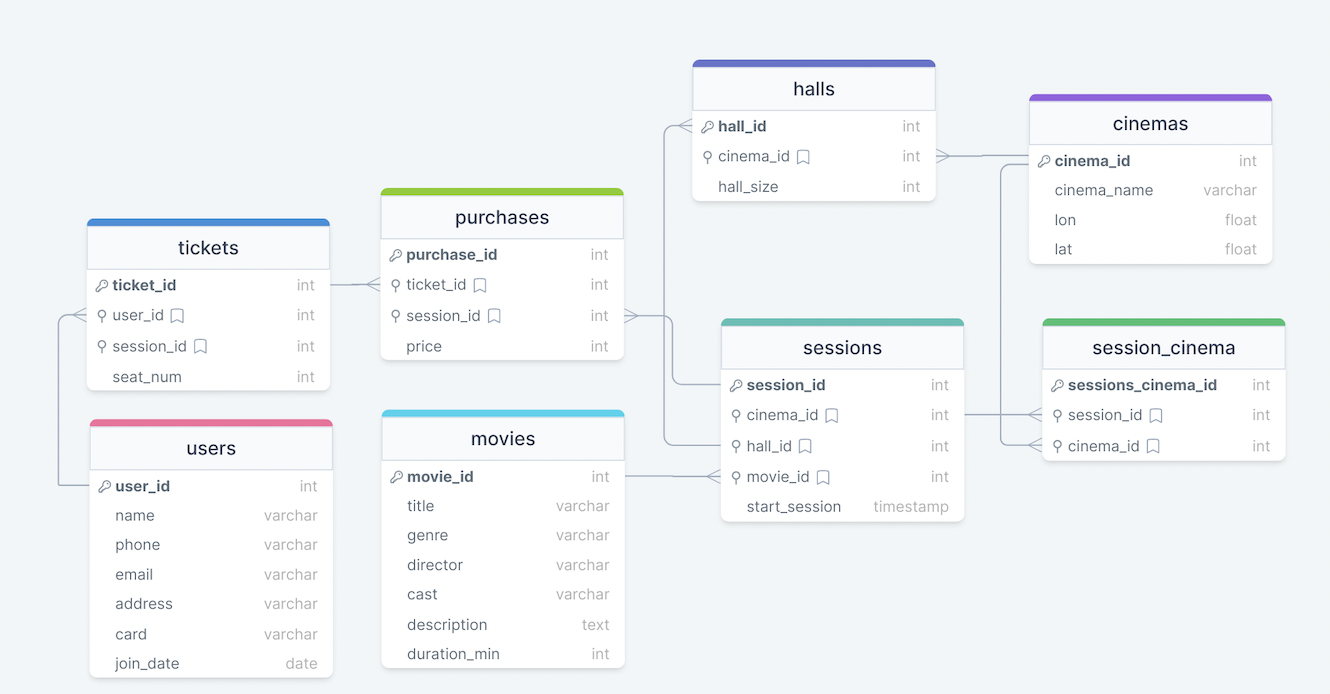 halls
hall_id int
cinema_id int
hall_size int
cinemas
cinema_id int
cinema_name varchar
lon float
lat float
tickets
ticket_id int
user_id int
session_id int
seat_num int
purchases
purchase_id int
ticket_id int
session_id int
price int
sessions
session_id int
cinema_id int
hall_id int
movie_id int
start_session timestamp
session_cinema
sessions_cinema_id int
session_id int
cinema_id int
users
user_id int
name varchar
phone varchar
email varchar
address varchar
card varchar
join_date date
movies
movie_id int
title varchar
genre varchar
director varchar
cast varchar
description text
duration_min int